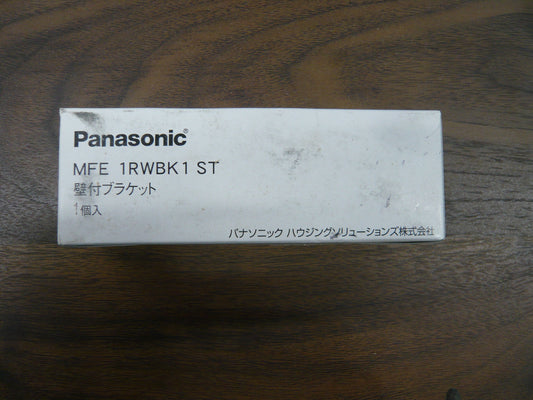 Panasonic®
MFE 1RWBK1 ST
壁付ブラケット
1個入
パナソニック ハウジングソリューションズ株式会社